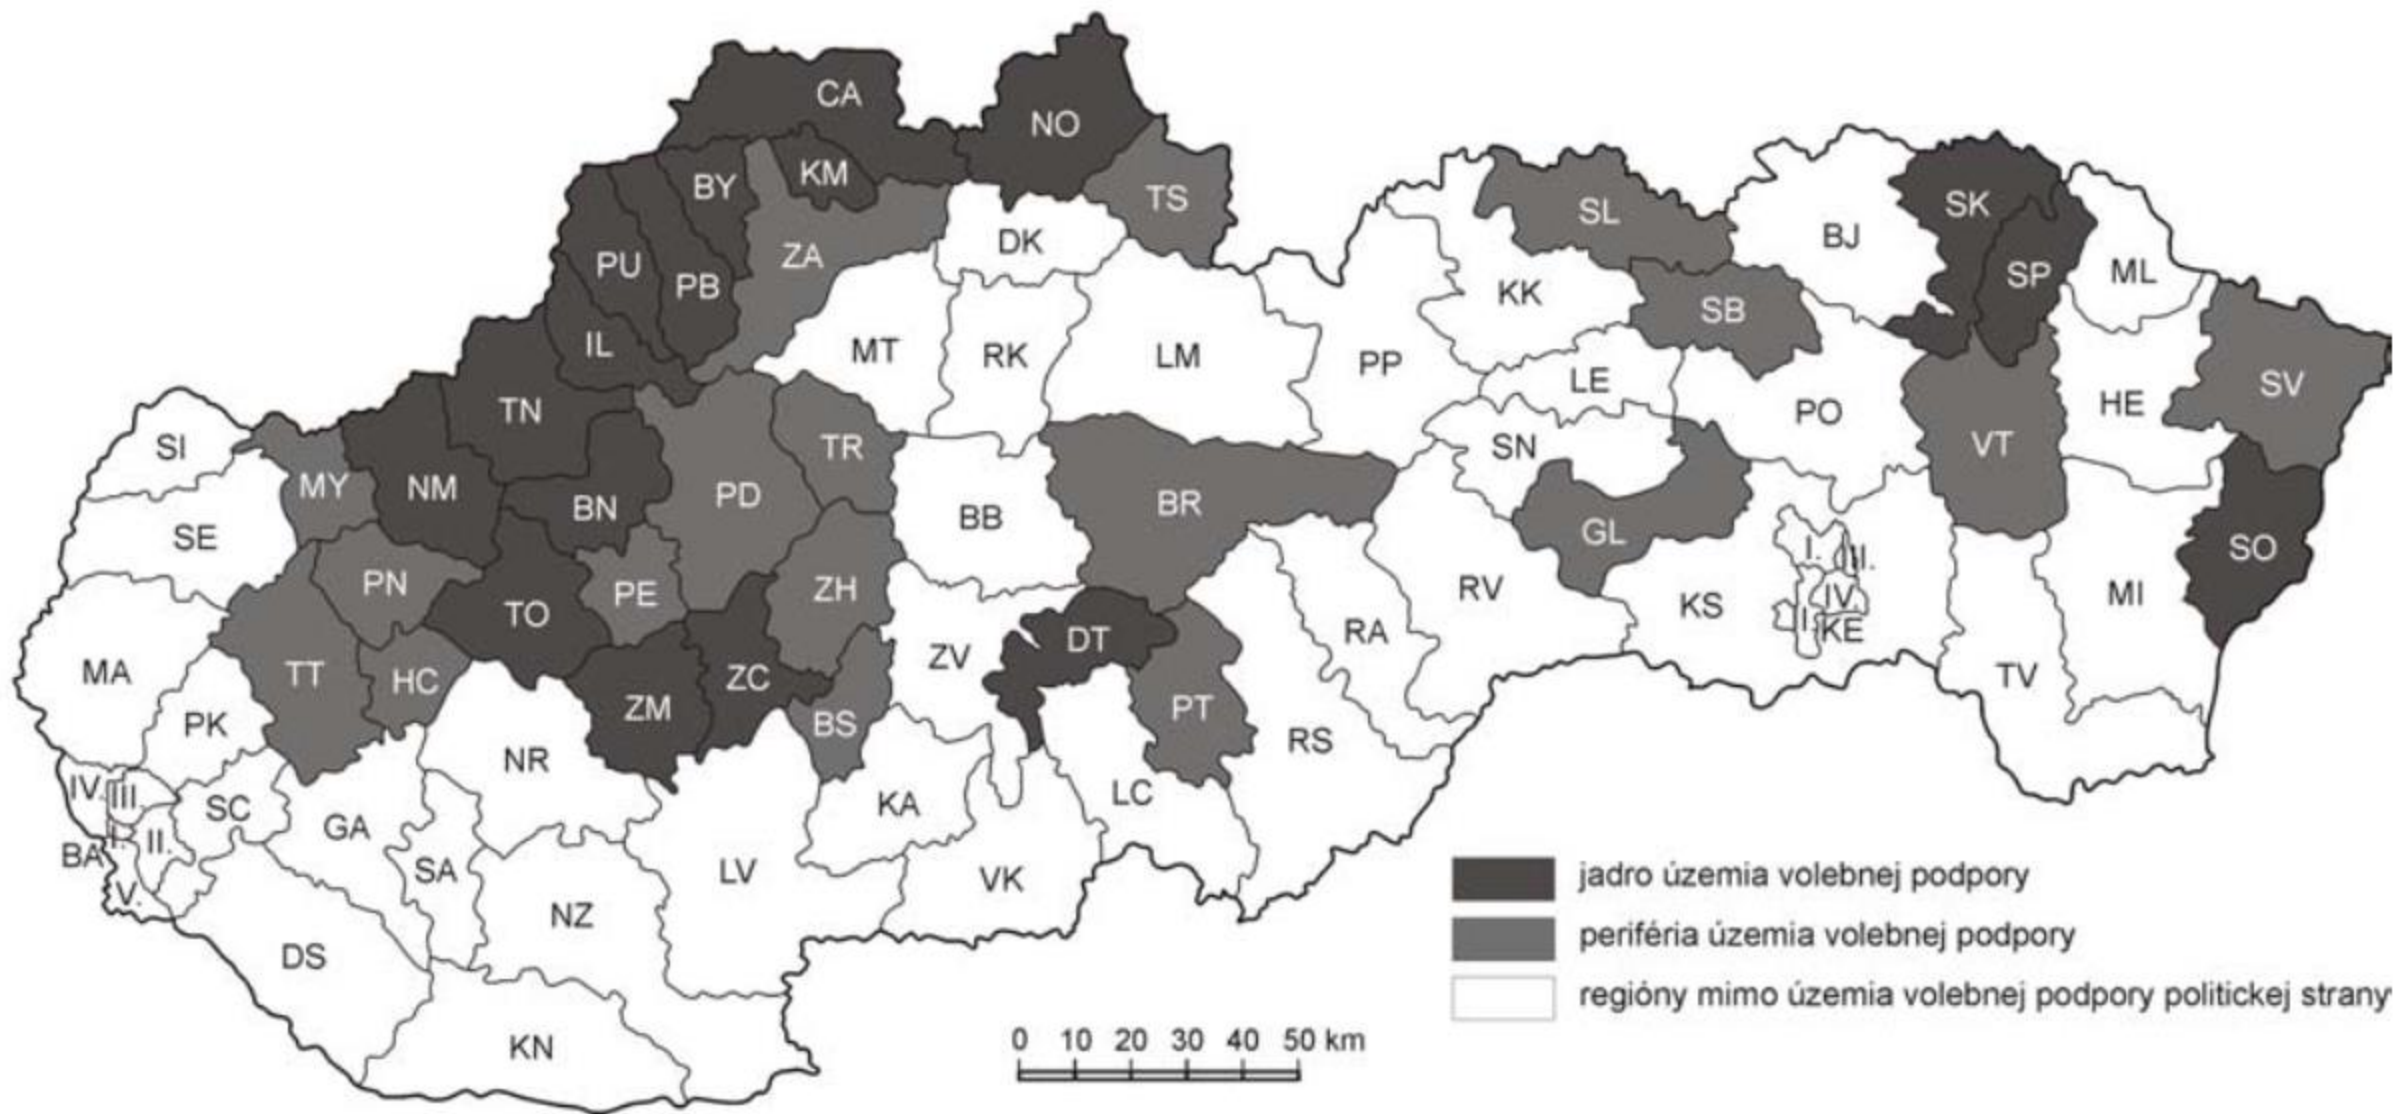 CA
NO
KM
BY
TS
SK
SL
PU
ZA
DK
BJ
PB
SP
ML
KK
SB
IL
MT
RK
LM
PP
LE
SV
TN
PO
HE
SI
TR
SN
VT
MY
NM
PD
BN
BR
BB
GL
SE
I.
III.
SO
PN
PE
ZH
RV
IV.
KS
MI
TO
I.
KE
RA
DT
ZV
MA
TT
HC
ZC
TV
ZM
PT
PK
BS
RS
NR
IV.
III.
SC
KA
LC
GA
I.
II.
BA
SA
LV
VK
V.
NZ
DS
KN
jadro územia volebnej podpory
periféria územia volebnej podpory
regióny mimo územia volebnej podpory politickej strany
0 10 20 30 40 50 km